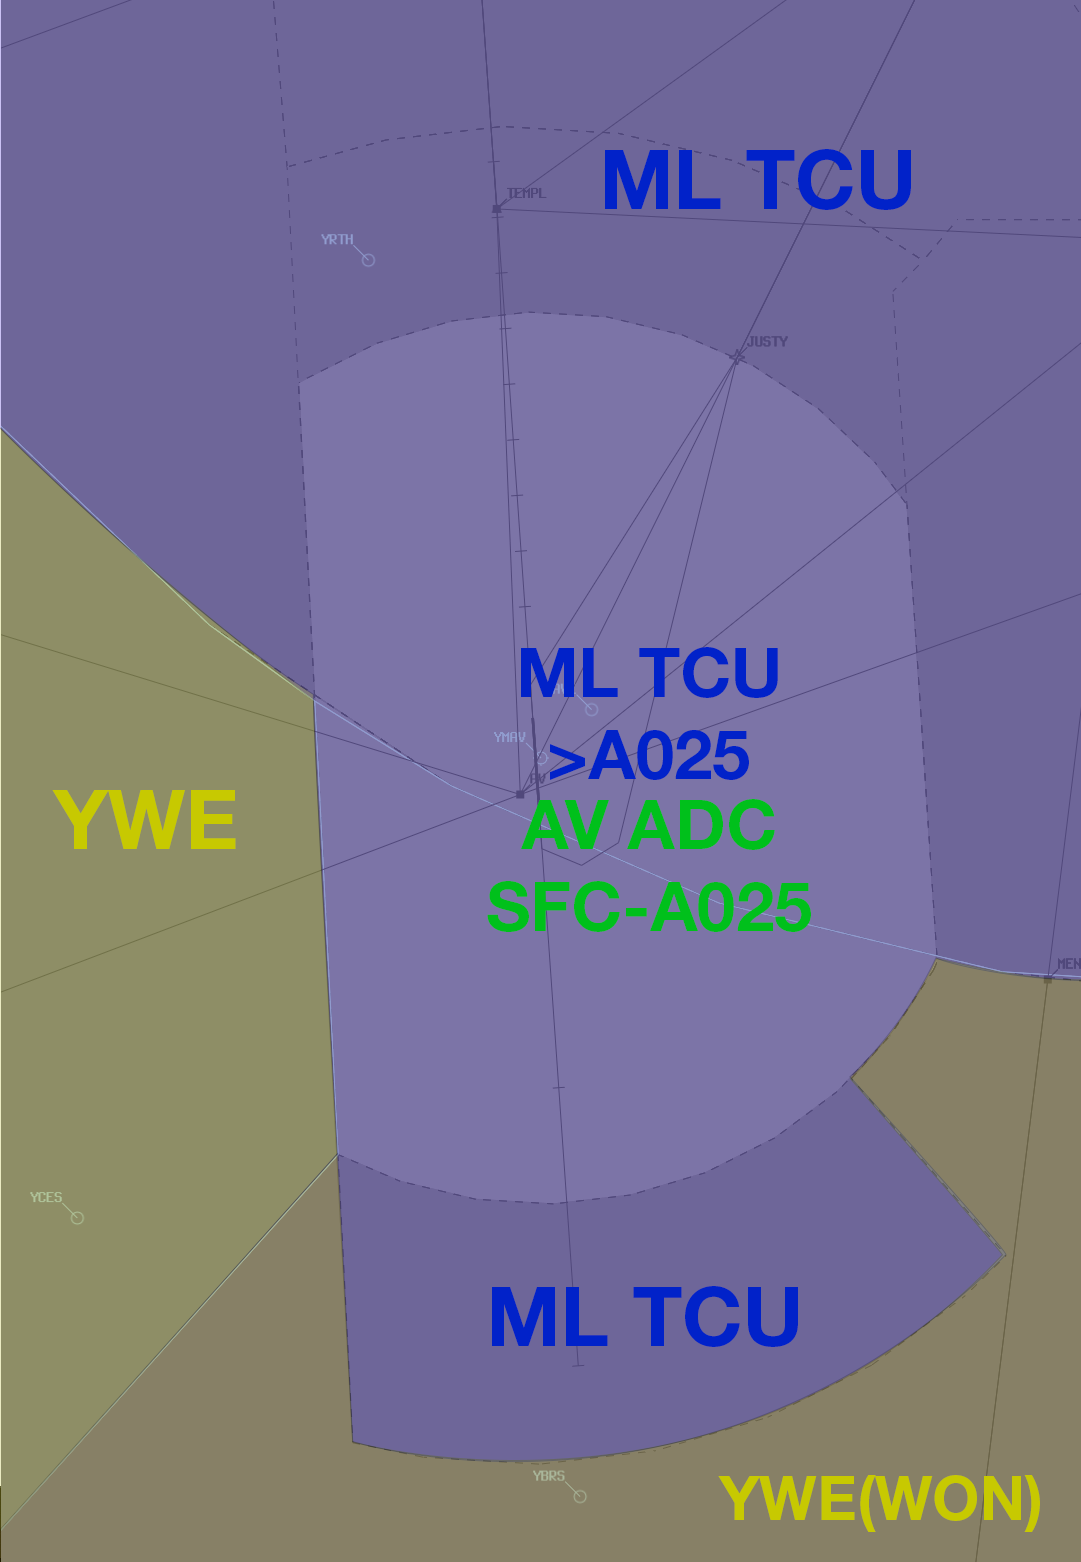 ML TCU
TEMPL
YRTH
JUSTY
ML TCU
YMAV
>A025
AV
YWE
AV ADC
SFC-A025
MEN
YCES
ML TCU
YBRS
YWE(WON)